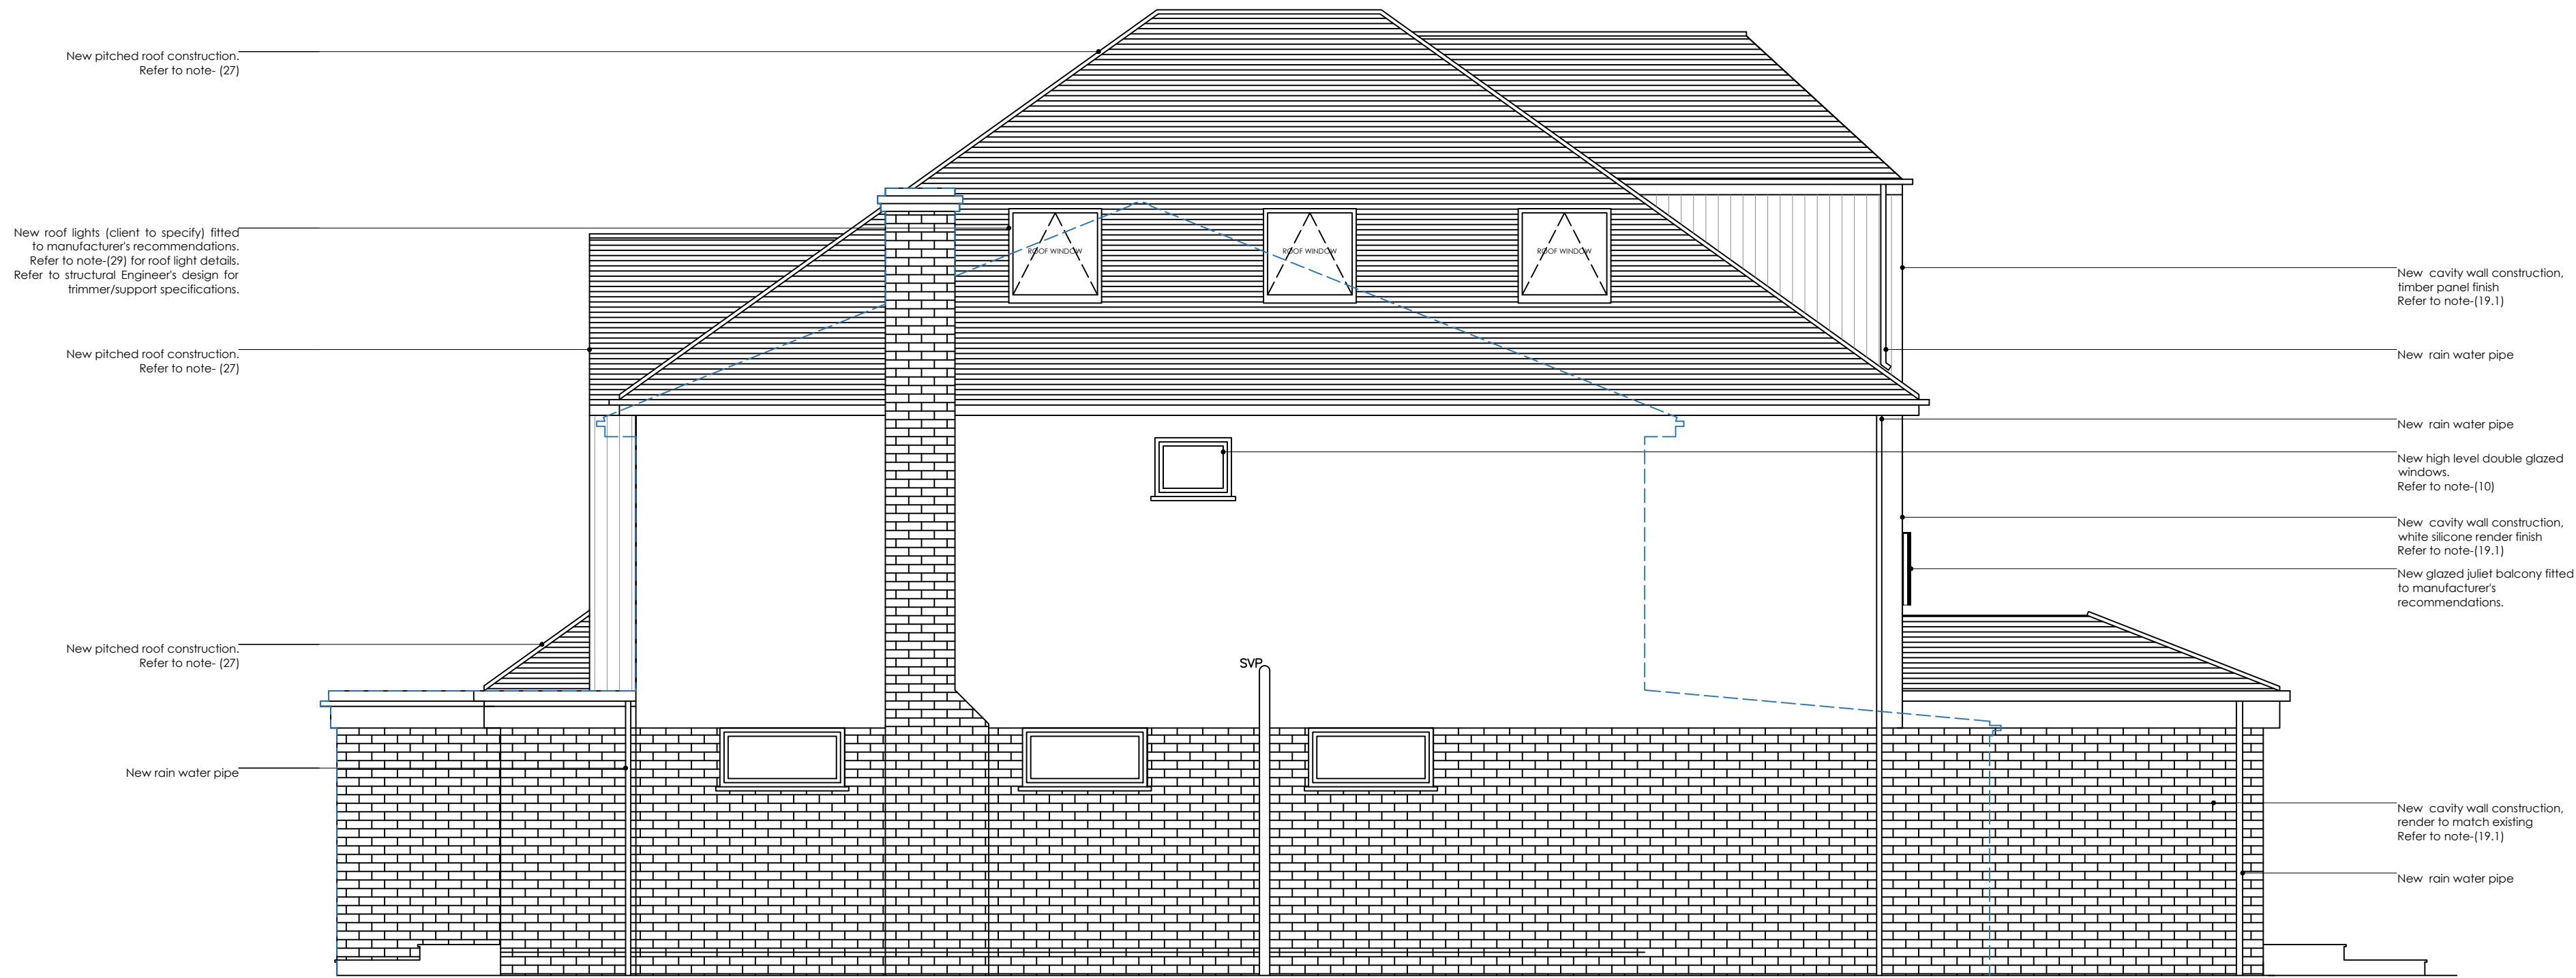 New pitched roof construction.
Refer to note- (27)
New roof lights (client to specify) fitted
to manufacturer's recommendations.
Refer to note-(29) for roof light details.
Refer to structural Engineer's design for
trimmer/support specifications.
New pitched roof construction.
Refer to note- (27)
New pitched roof construction.
Refer to note- (27)
New rain water pipe
ROOF WINDOW
ROOF WINDOW
ROOF WINDOW
SVP
New cavity wall construction,
timber panel finish
Refer to note-(19.1)
New rain water pipe
New rain water pipe
New high level double glazed
windows.
Refer to note-(10)
New cavity wall construction,
white silicone render finish
Refer to note-(19.1)
New glazed juliet balcony fitted
to manufacturer's
recommendations.
New cavity wall construction,
render to match existing
Refer to note-(19.1)
New rain water pipe